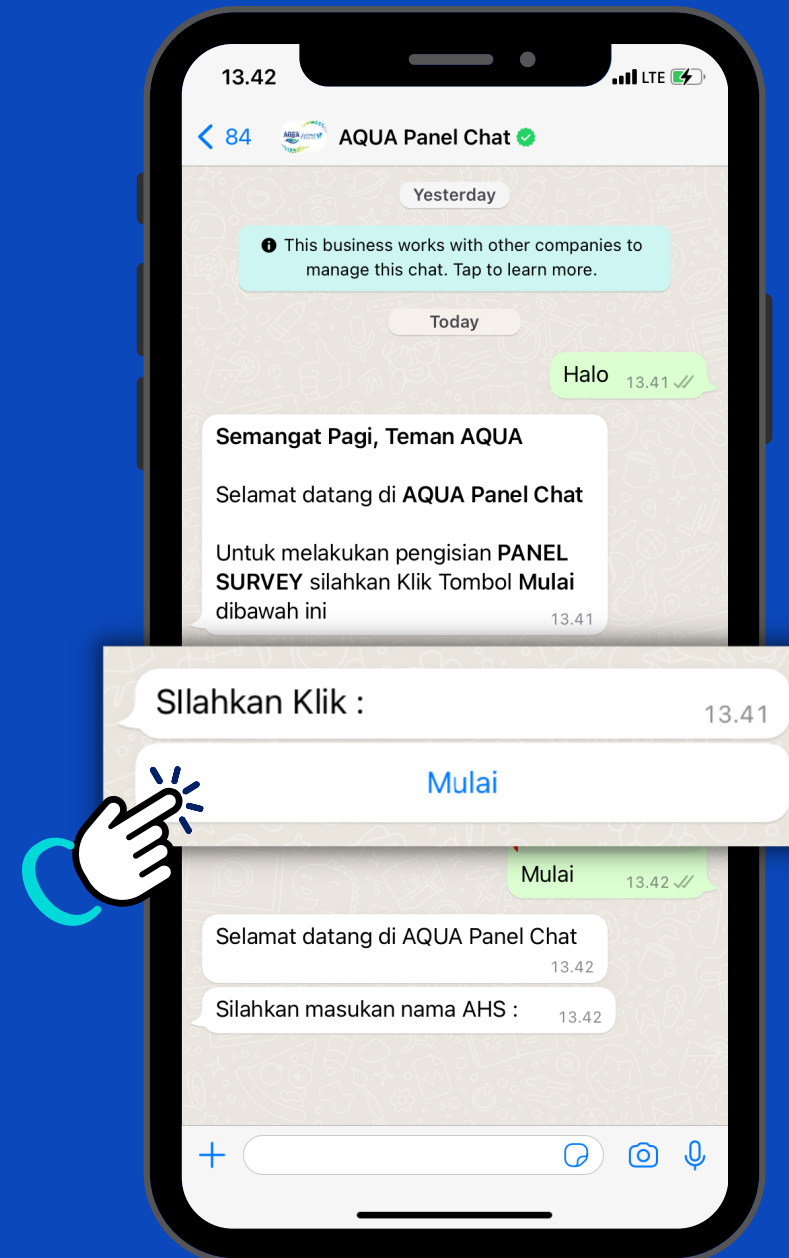 13.42
LTE
84
AQUA
AQUA Panel Chat
Yesterday
This business works with other companies to
manage this chat. Tap to learn more.
Today
Halo 13.41
Semangat Pagi, Teman AQUA
Selamat datang di AQUA Panel Chat
Untuk melakukan pengisian PANEL
SURVEY silahkan Klik Tombol Mulai
dibawah ini
13.41
SIlahkan Klik :
13.41
Mulai
Mulai 13.42
Selamat datang di AQUA Panel Chat
13.42
Silahkan masukan nama AHS : 13.42